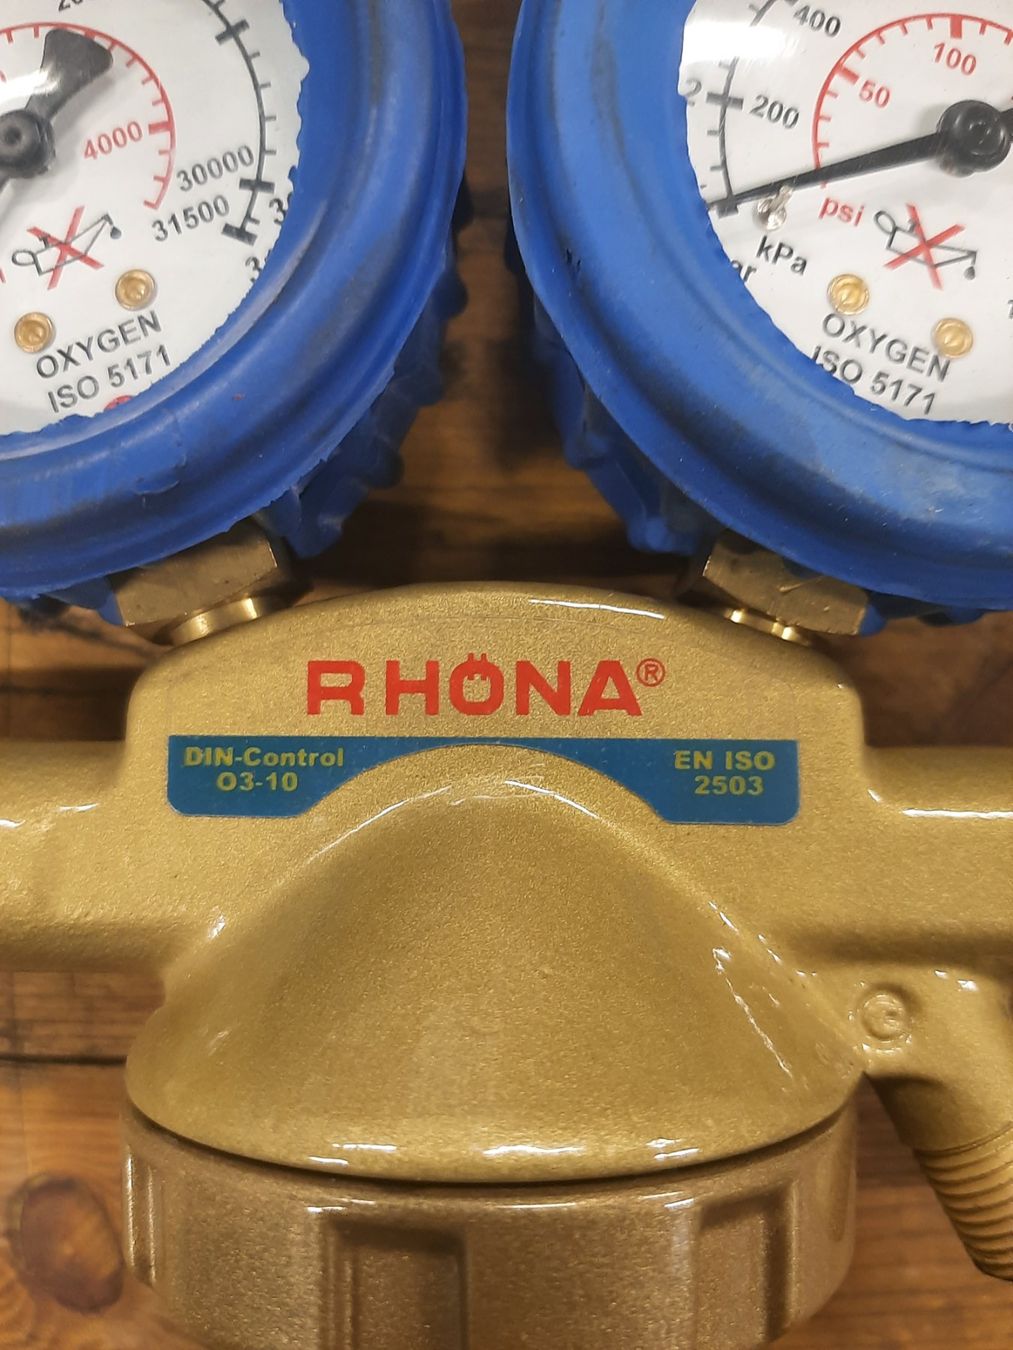 4000
30000
31500
OXYGEN
ISO 5171
400
200
2
100
50
psi
kPa
OXYGEN
ISO 5171
RHÖNA®
DIN-Control
O3-10
EN ISO
2503